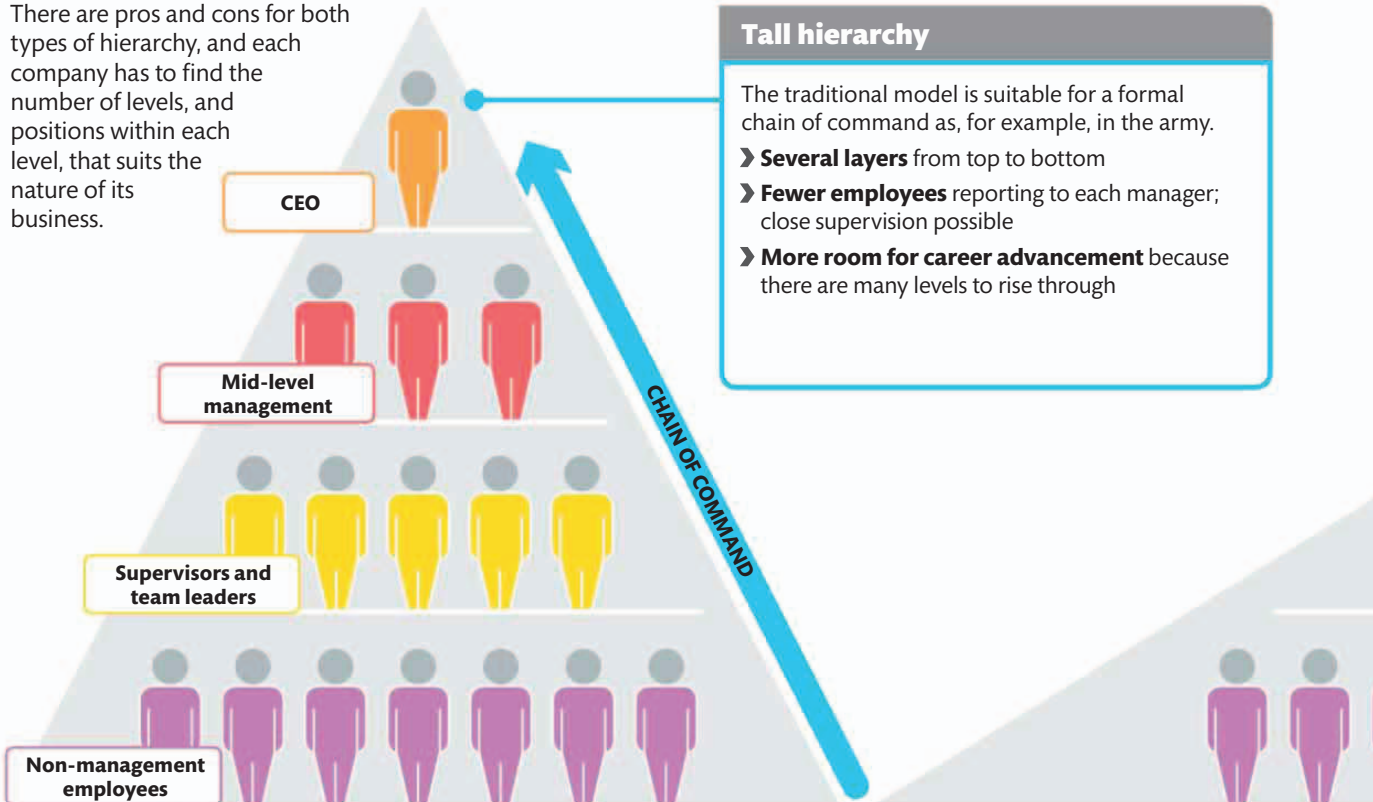 There are pros and cons for both
types of hierarchy, and each
company has to find the
number of levels, and
positions within each
level, that suits the
nature of its
business.
Tall hierarchy
The traditional model is suitable for a formal
chain of command as, for example, in the army.
❯ Several layers from top to bottom
❯ Fewer employees reporting to each manager;
close supervision possible
❯ More room for career advancement because
there are many levels to rise through
CEO
Mid-level
management
CHAIN OF COMMAND
Supervisors and
team leaders
Non-management
employees